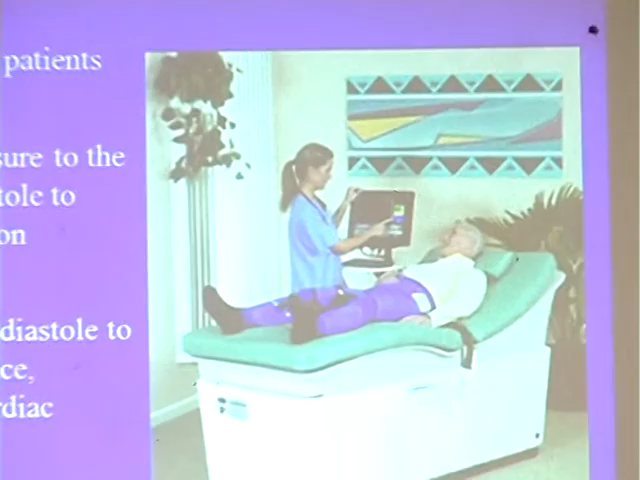 patients
sure to the
tole to
on
diastole to
ce,
rdiac